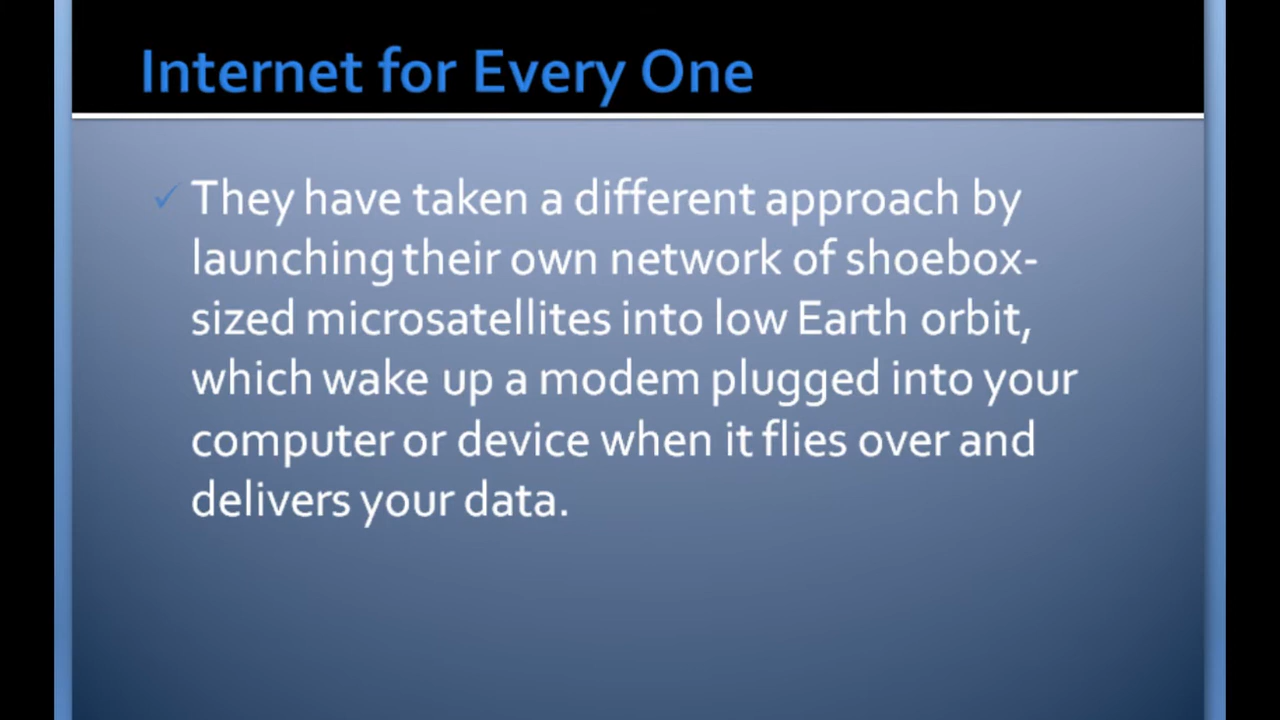 Internet for Every One
✓ They have taken a different approach by
launching their own network of shoebox-
sized microsatellites into low Earth orbit,
which wake up a modem plugged into your
computer or device when it flies over and
delivers your data.